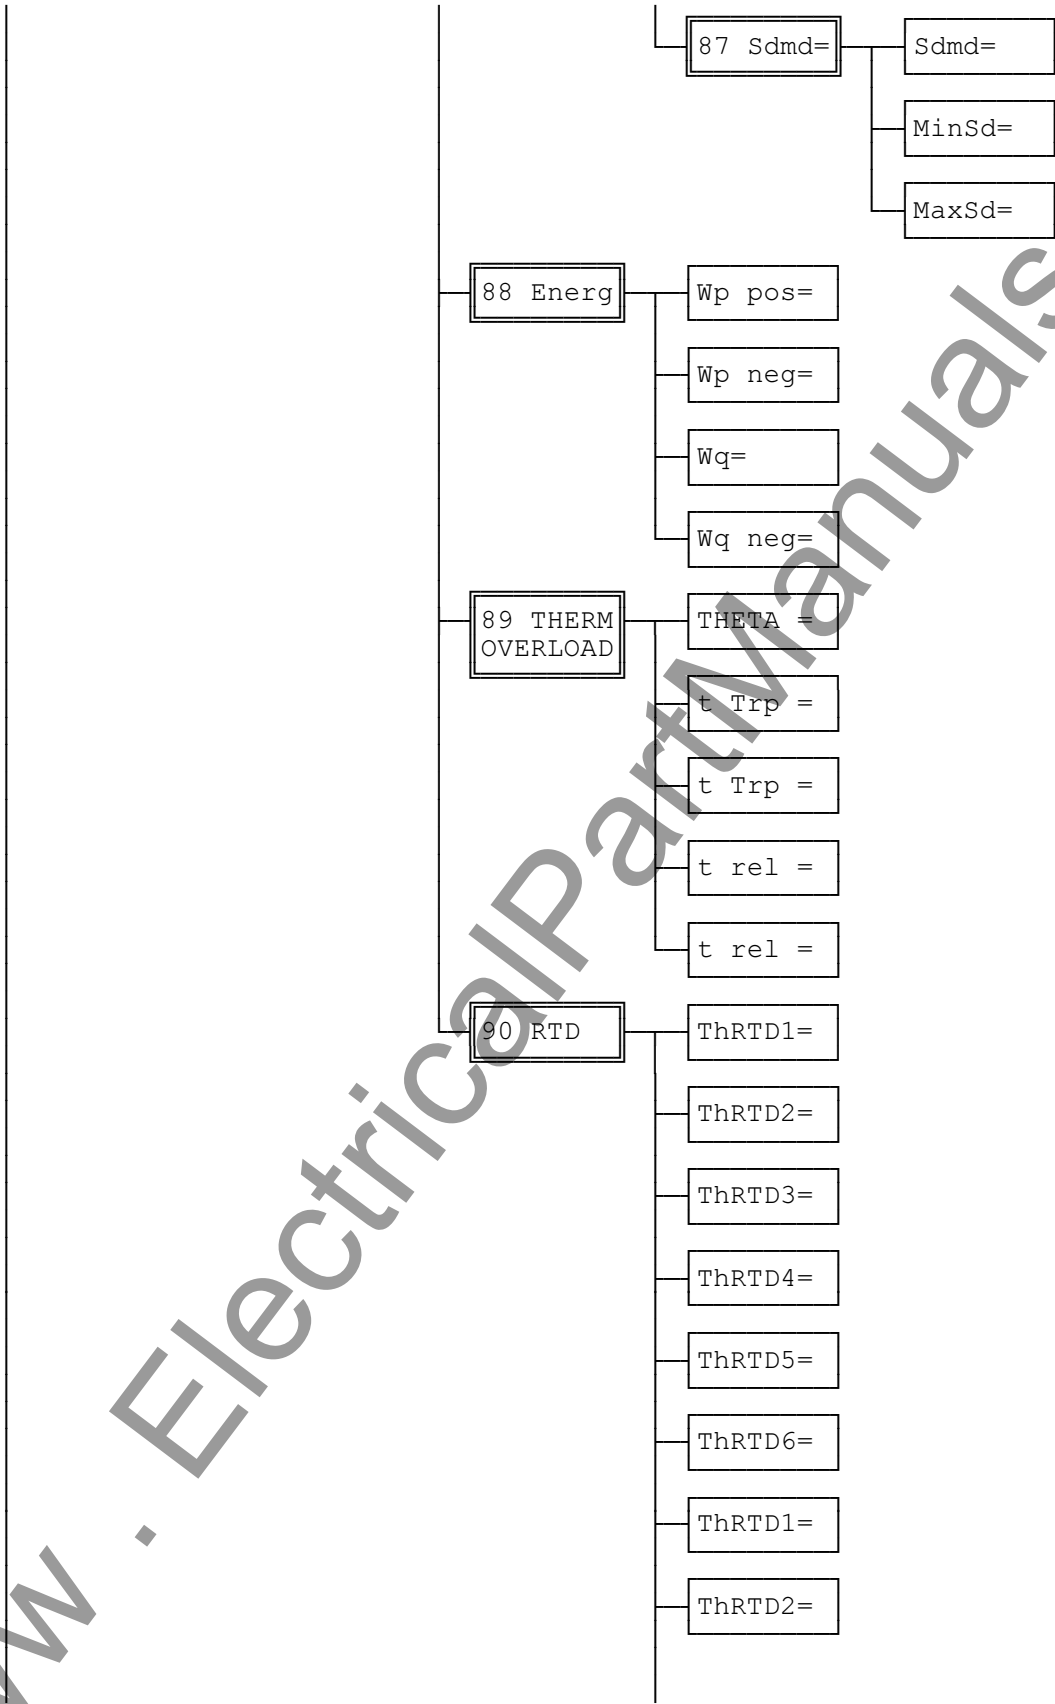 87 Sdmd=
Sdmd=
MinSd=
MaxSd=
88 Energ
Wp pos=
Wp neg=
Wq=
Wq neg=
89 THERM
OVERLOAD
THETA =
t Trp =
t Trp =
t rel =
t rel =
90 RTD
ThRTD1=
ThRTD2=
ThRTD3=
ThRTD4=
ThRTD5=
ThRTD6=
ThRTD1=
ThRTD2=
w . ElectricalPartManuals